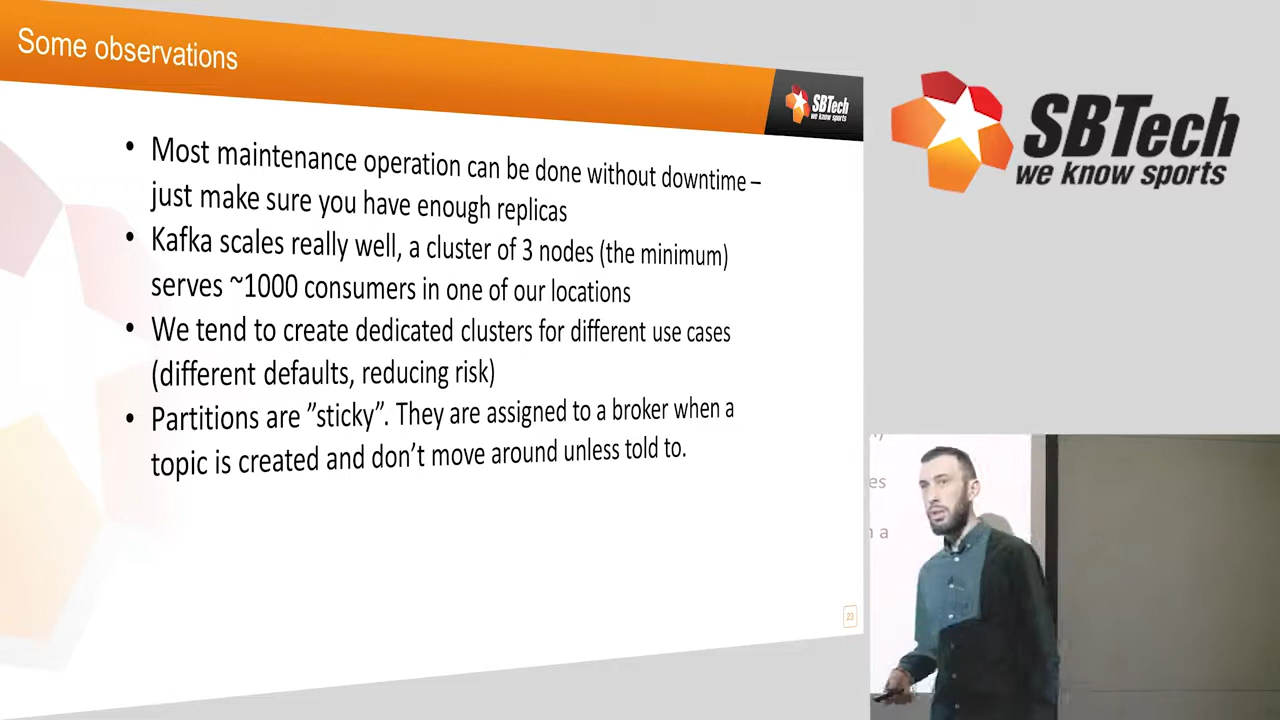 Some observations
SBTech
we know sports
• Most maintenance operation can be done without downtime –
just make sure you have enough replicas
• Kafka scales really well, a cluster of 3 nodes (the minimum)
serves ~1000 consumers in one of our locations
• We tend to create dedicated clusters for different use cases
(different defaults, reducing risk)
• Partitions are ”sticky”. They are assigned to a broker when a
topic is created and don’t move around unless told to.
23
SBTech
we know sports
es
n a